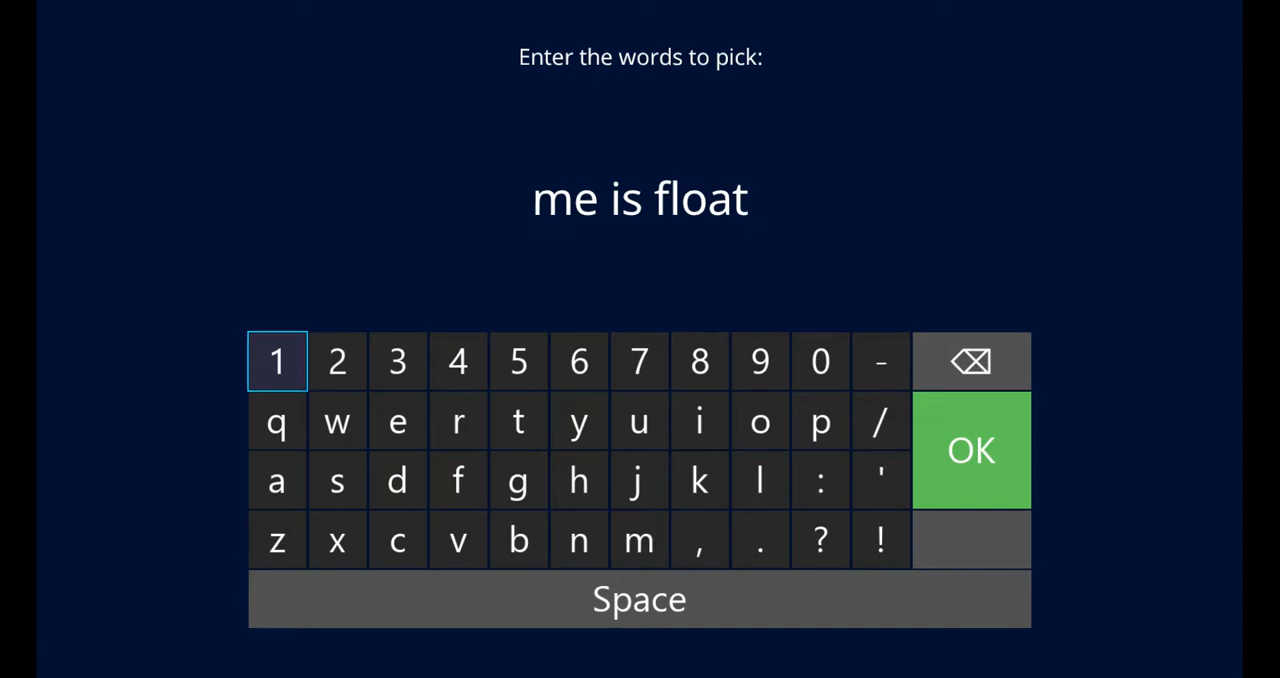 Enter the words to pick:
me is float
1 2 3 4 5 6 7 8 9 0 - ⌫
q w e r t y u i o p /
OK
a s d f g h j k l : '
z x c v b n m , . ? !
Space